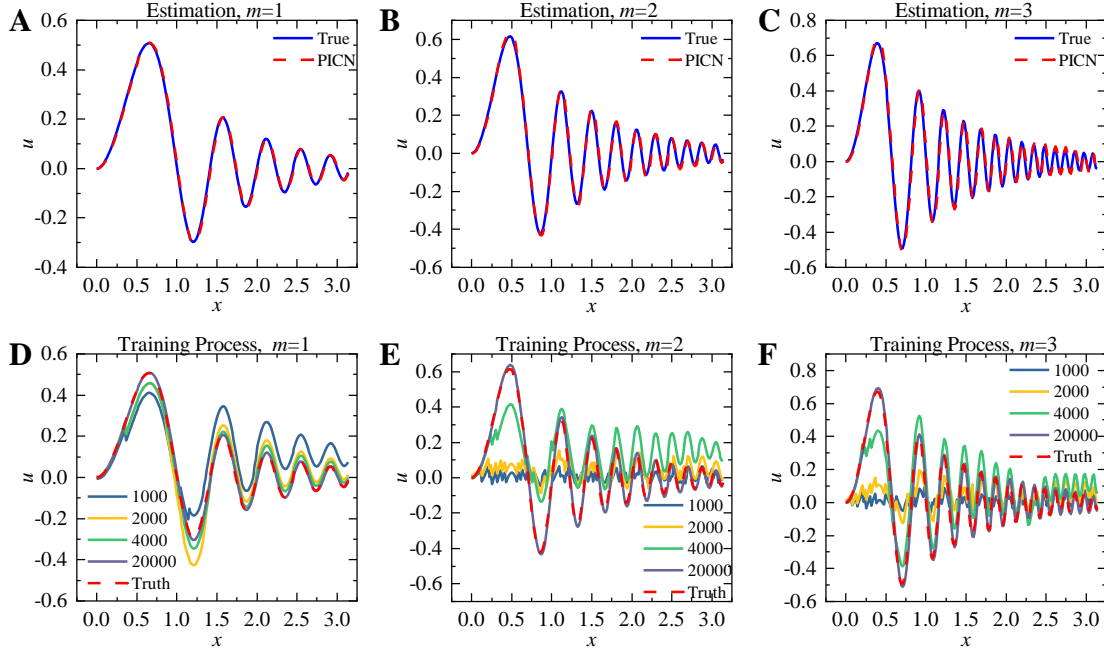 A
Estimation, m=1
True
PICN
u
0.6
0.4
0.2
0.0
-0.2
-0.4
0.0 0.5 1.0 1.5 2.0 2.5 3.0
x
B
Estimation, m=2
True
PICN
u
0.6
0.4
0.2
0.0
-0.2
-0.4
-0.6
0.0 0.5 1.0 1.5 2.0 2.5 3.0
x
C
Estimation, m=3
True
PICN
u
0.8
0.6
0.4
0.2
0.0
-0.2
-0.4
-0.6
0.0 0.5 1.0 1.5 2.0 2.5 3.0
x
D
Training Process, m=1
u
0.6
0.4
0.2
0.0
-0.2
-0.4
-0.6
1000
2000
4000
20000
Truth
0.0 0.5 1.0 1.5 2.0 2.5 3.0
x
E
Training Process, m=2
u
0.6
0.4
0.2
0.0
-0.2
-0.4
-0.6
1000
2000
4000
20000
Truth
0.0 0.5 1.0 1.5 2.0 2.5 3.0
x
F
Training Process, m=3
1000
2000
4000
20000
Truth
u
0.8
0.6
0.4
0.2
0.0
-0.2
-0.4
-0.6
0.0 0.5 1.0 1.5 2.0 2.5 3.0
x